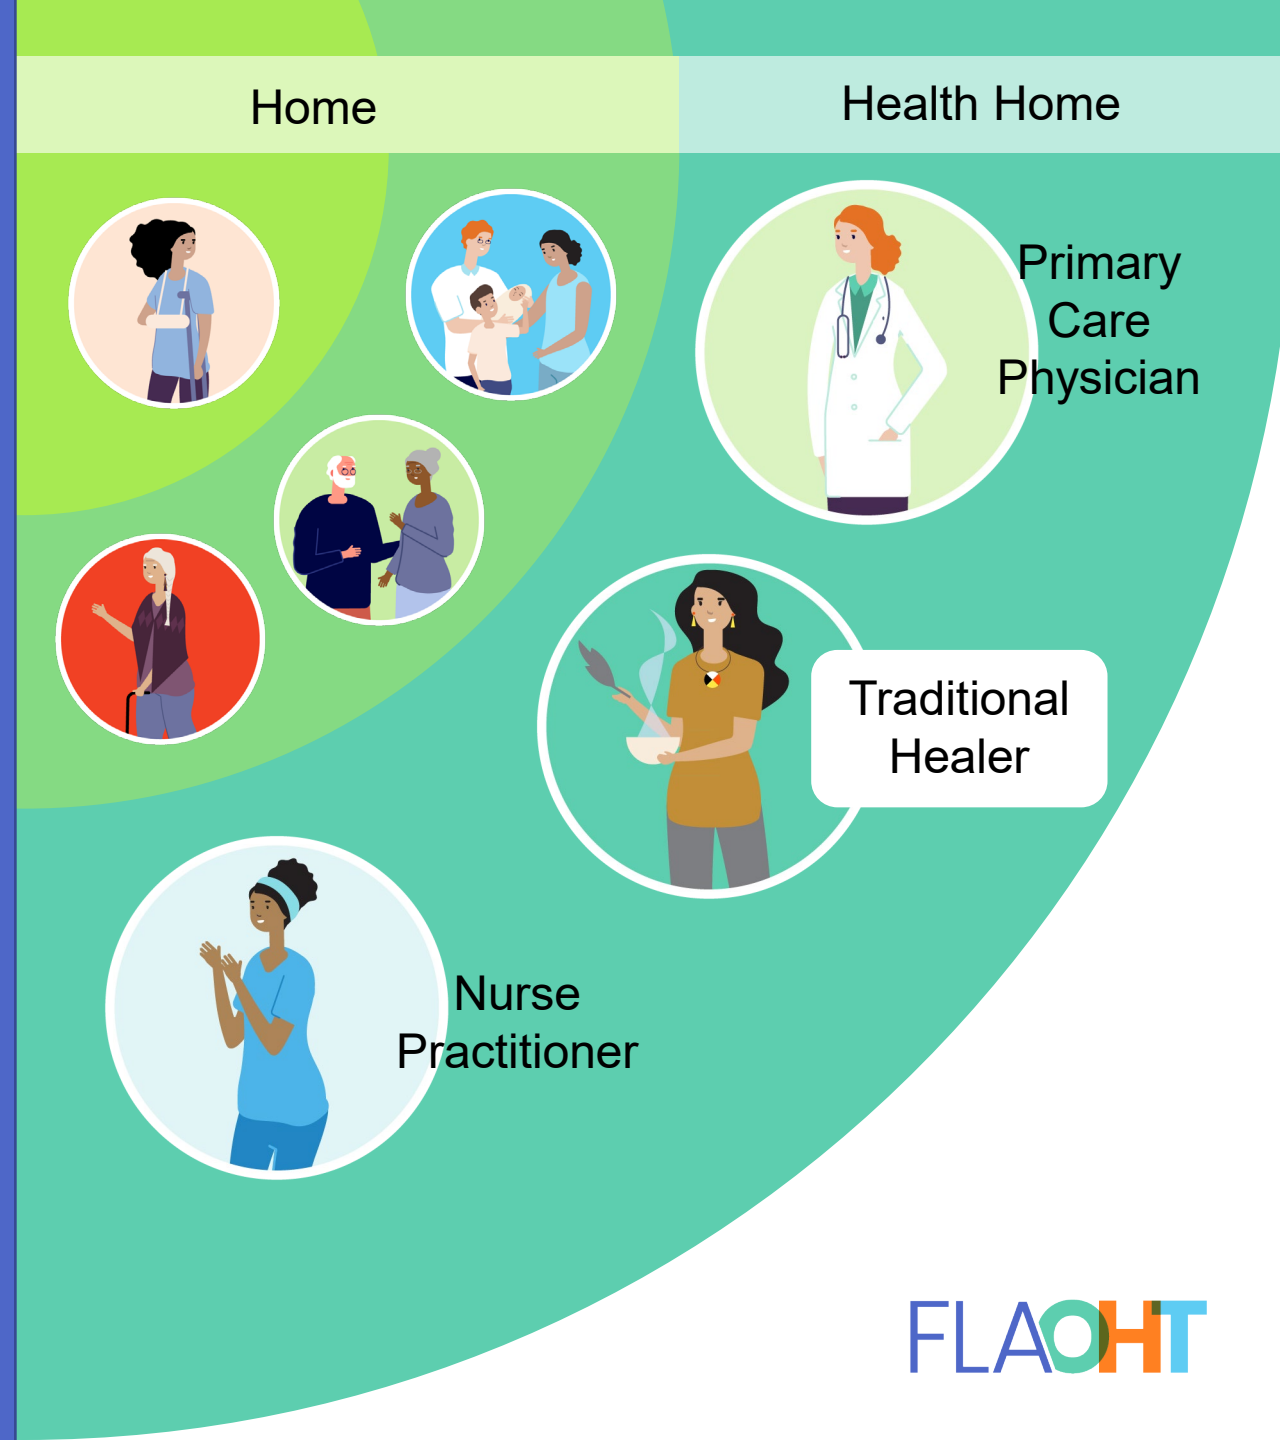 Home
Health Home
Primary
Care
Physician
Traditional
Healer
Nurse
Practitioner
FLAOHT